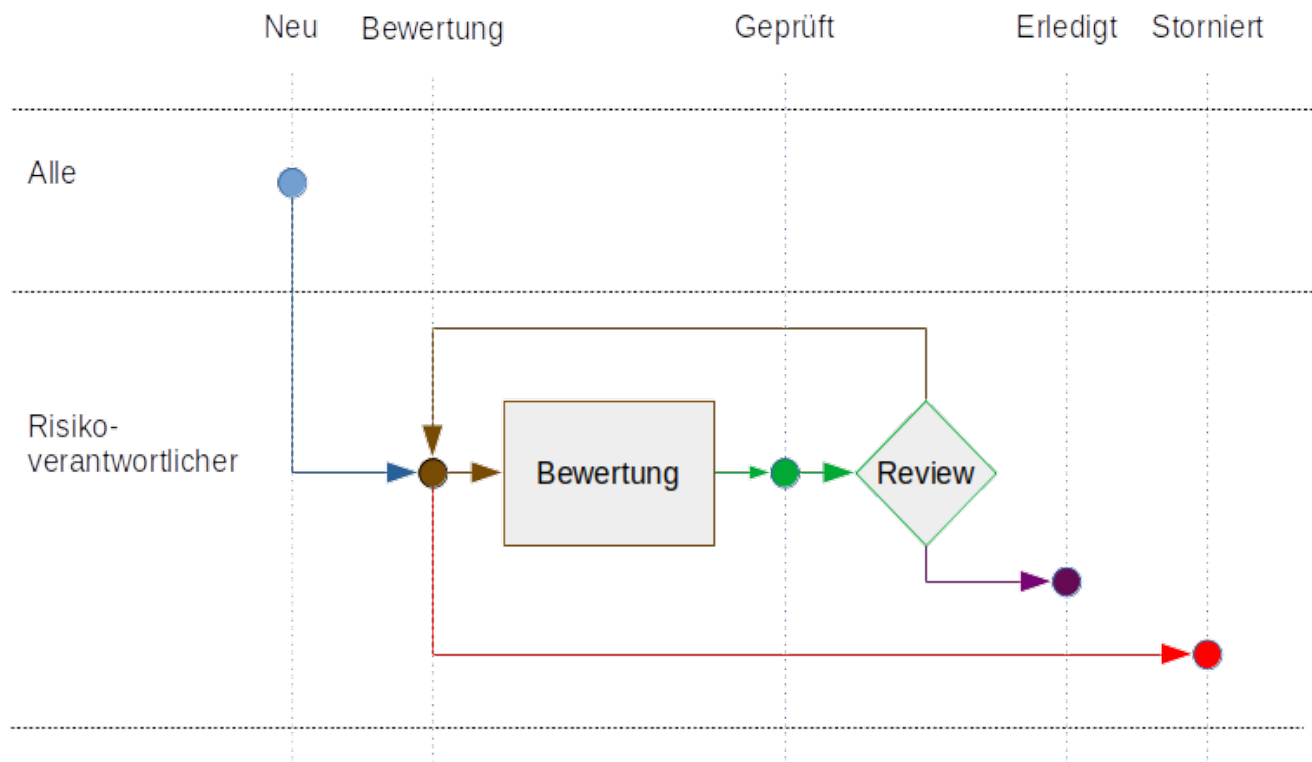 Neu
Bewertung
Geprüft
Erledigt
Storniert
Alle
Risiko-
verantwortlicher
Bewertung
Review